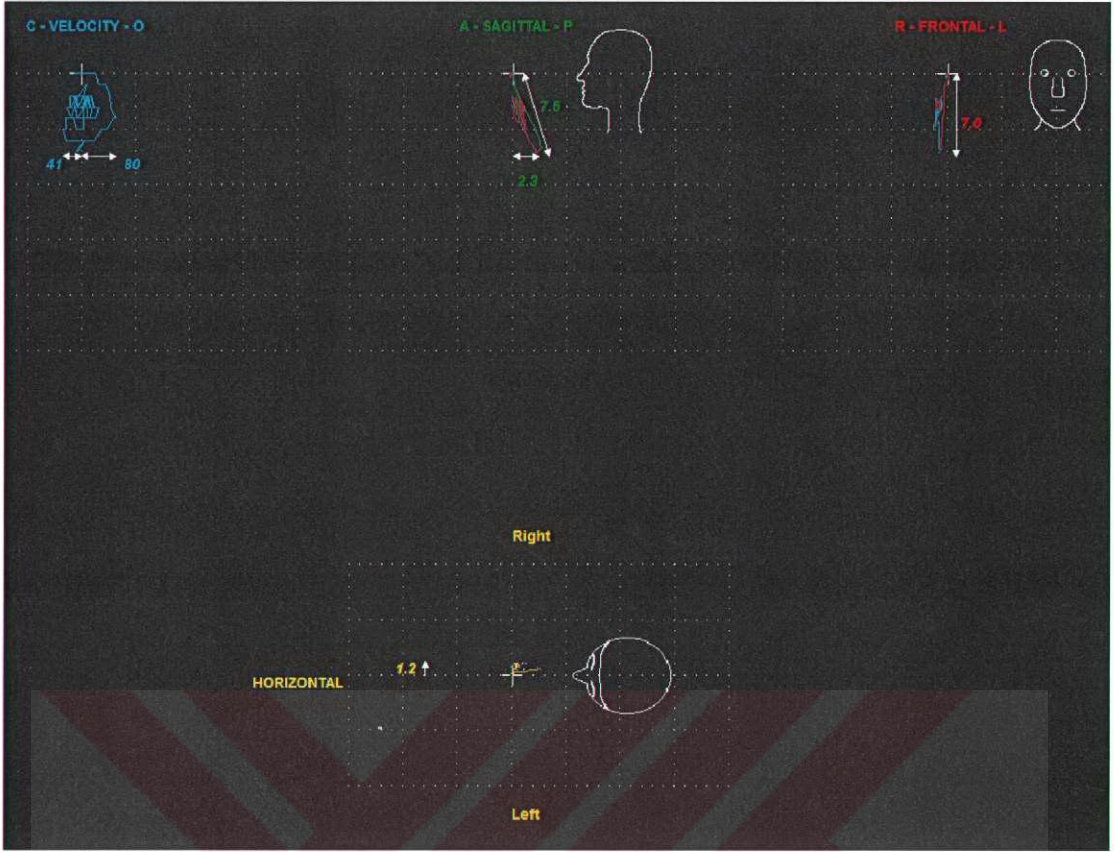 C - VELOCITY - O
A - SAGITTAL - P
R - FRONTAL - L
41
80
7.5
2.3
7.0
Right
1.2
HORIZONTAL
Left